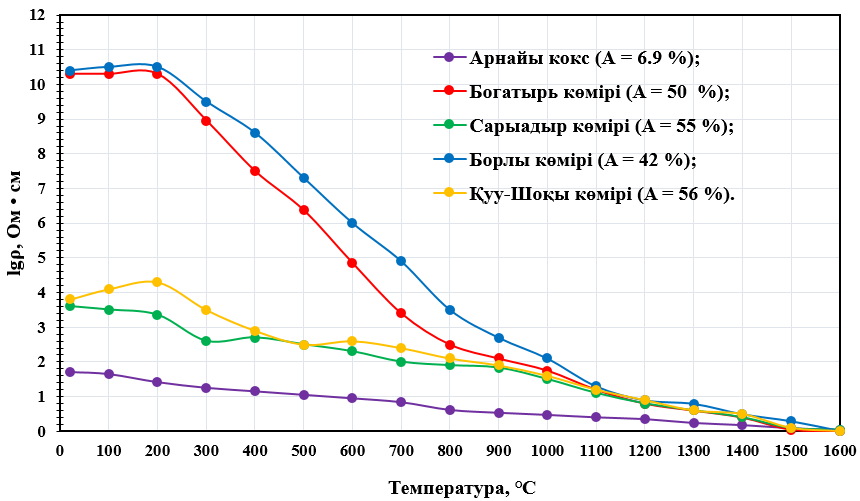 12
11
10
9
8
7
6
5
4
3
2
1
0
lgρ, Ом • см
Арнайы кокс (А = 6.9 %);
Богатырь көмірі (А = 50  %);
Сарыадыр көмірі (А = 55 %);
Борлы көмірі (А = 42 %);
Қуу-Шоқы көмірі (А = 56 %).
0 100 200 300 400 500 600 700 800 900 1000 1100 1200 1300 1400 1500 1600
Температура, °С